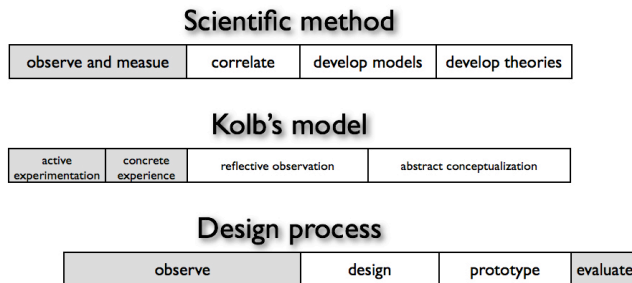 Scientific method
observe and measue correlate develop models develop theories
Kolb's model
active experimentation concrete experience reflective observation abstract conceptualization
Design process
observe design prototype evaluate